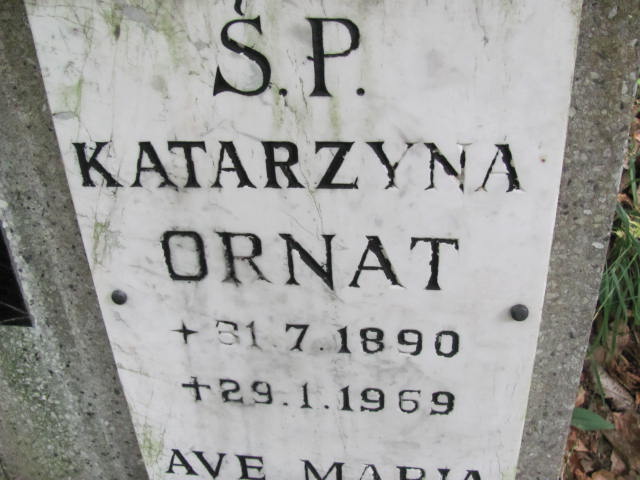 Ś.P.
KATARZYNA
ORNAT
+31.7.1890
+29.1.1969
AVE MARIA